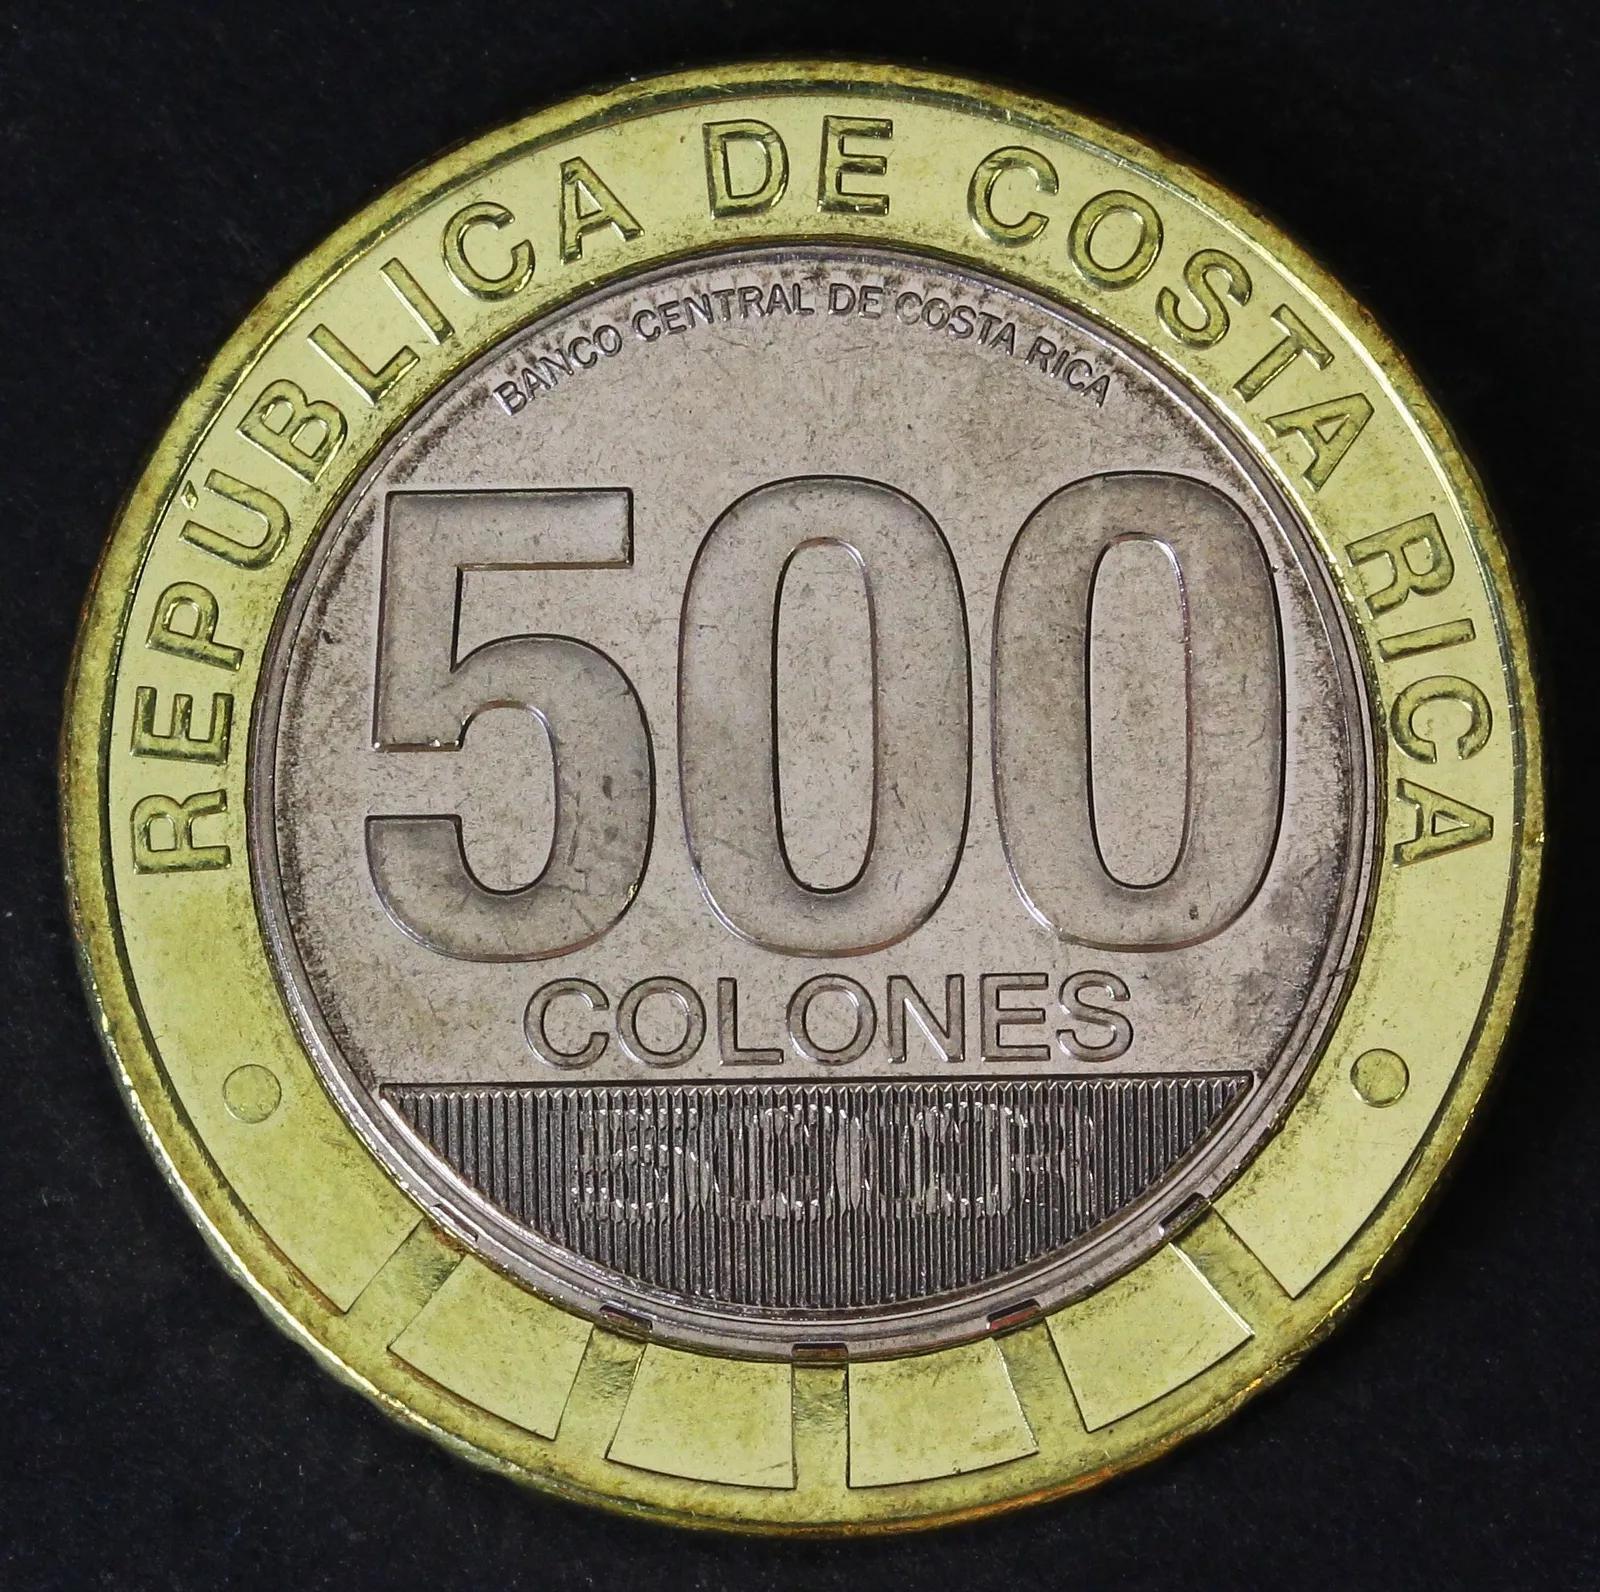 REPÚBLICA DE COSTA RICA
BANCO CENTRAL DE COSTA RICA
500
COLONES